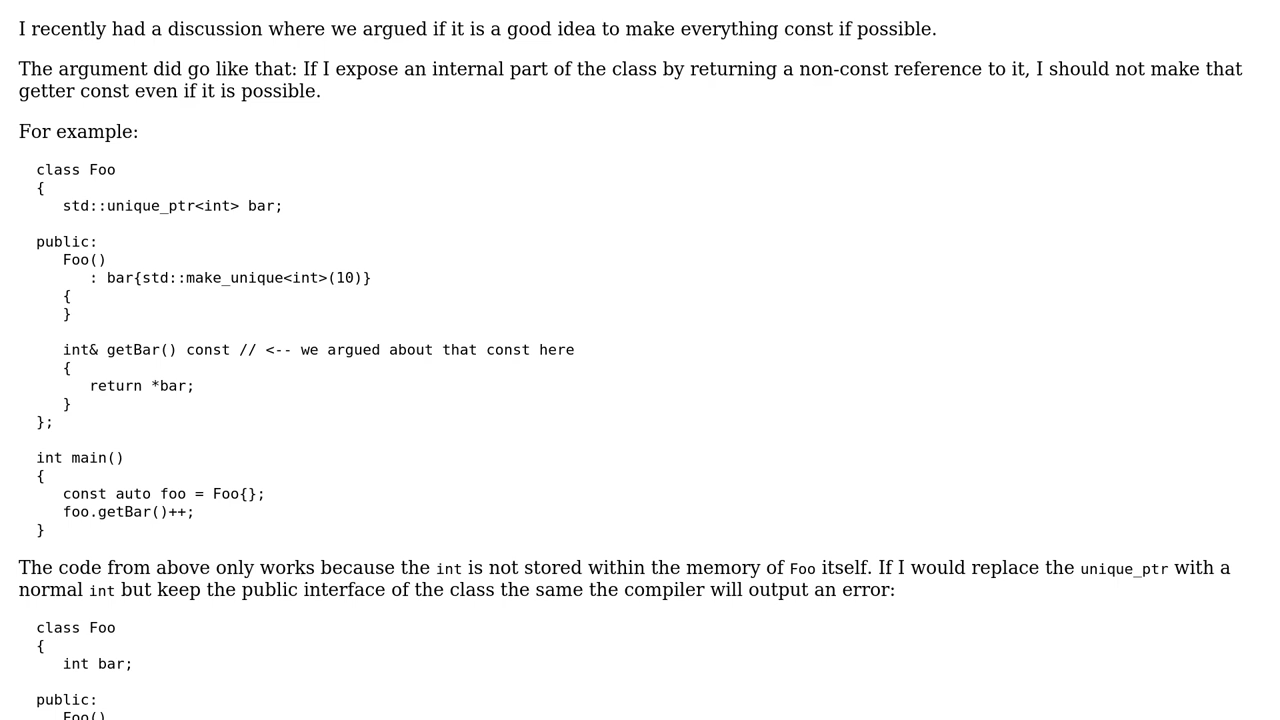 I recently had a discussion where we argued if it is a good idea to make everything const if possible.
The argument did go like that: If I expose an internal part of the class by returning a non-const reference to it, I should not make that
getter const even if it is possible.
For example:
class Foo
{
   std::unique_ptr<int> bar;
public:
   Foo()
      : bar{std::make_unique<int>(10)}
   {
   }
   int& getBar() const // <-- we argued about that const here
   {
      return *bar;
   }
};
int main()
{
   const auto foo = Foo{};
   foo.getBar()++;
}
The code from above only works because the int is not stored within the memory of Foo itself. If I would replace the unique_ptr with a
normal int but keep the public interface of the class the same the compiler will output an error:
class Foo
{
   int bar;
public:
   Foo()